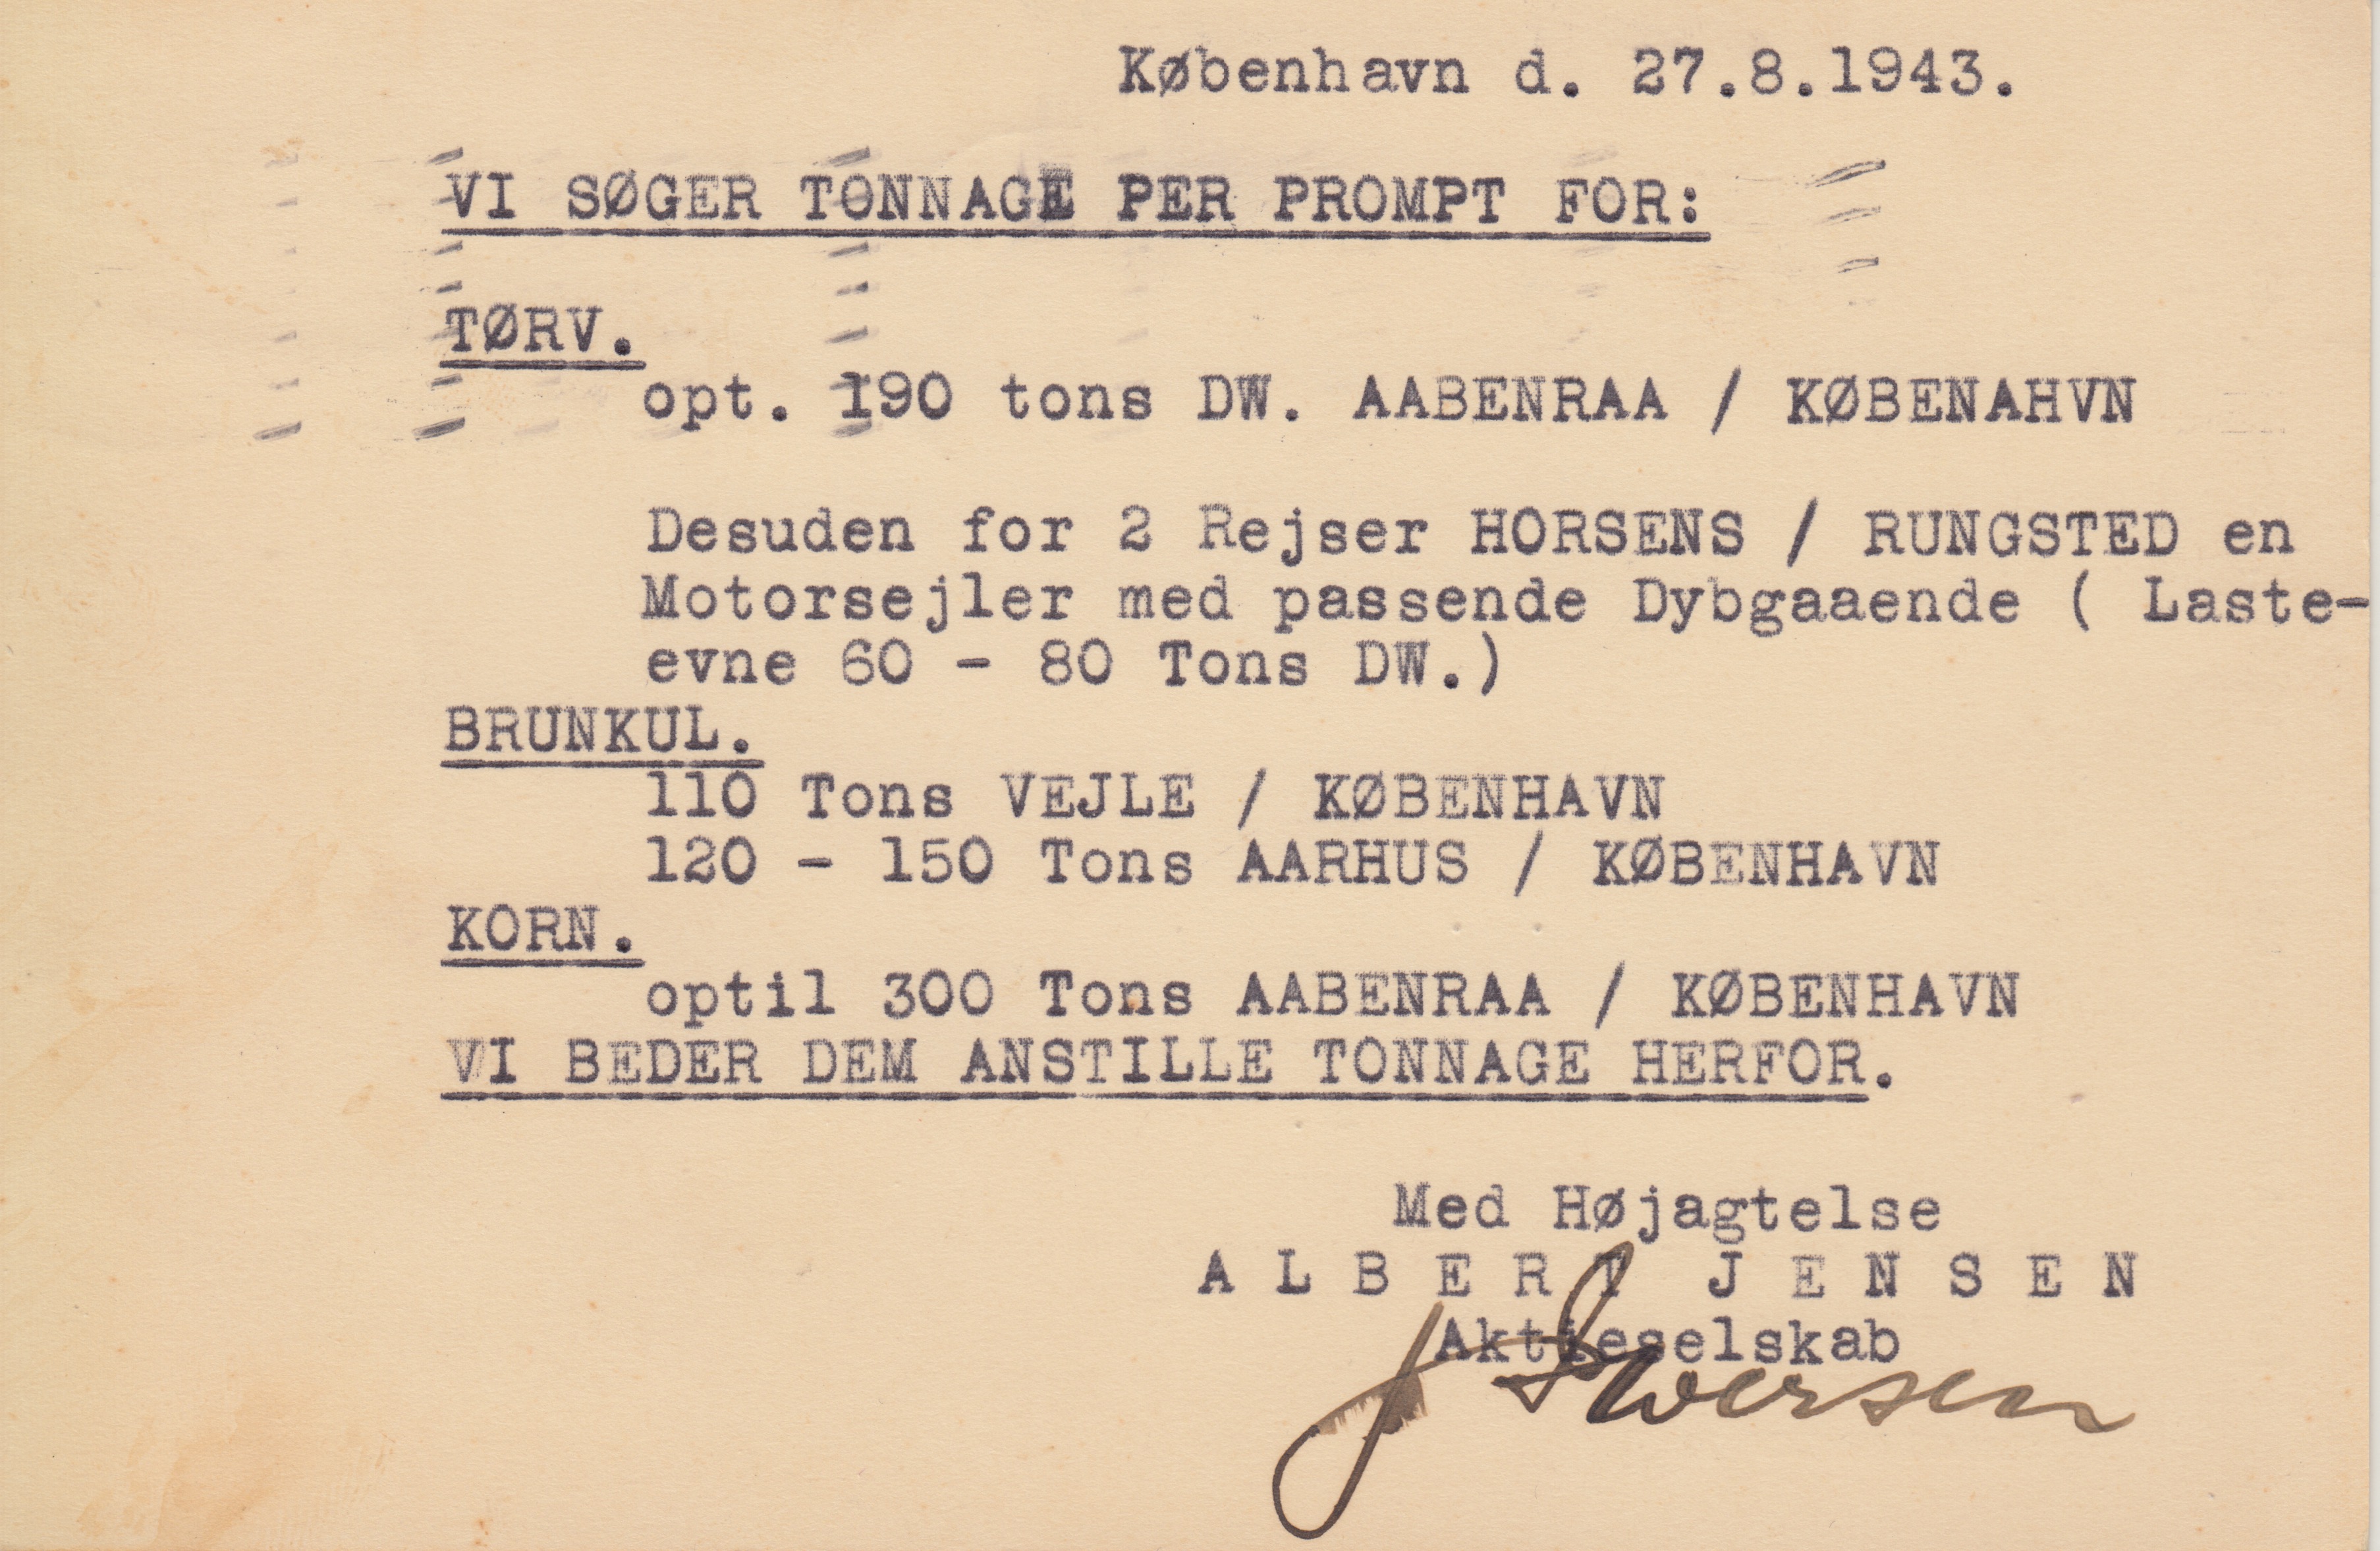 København d. 27.8.1943.
VI SØGER TONNAGE PER PROMPT FOR:
TØRV.
opt. 190 tons DW. AABENRAA / KØBENAHVN
Desuden for 2 Rejser HORSENS / RUNGSTED en
Motorsejler med passende Dybgaaende ( Laste-
evne 60 - 80 Tons DW.)
BRUNKUL.
110 Tons VEJLE / KØBENHAVN
120 - 150 Tons AARHUS / KØBENHAVN
KORN.
optil 300 Tons AABENRAA / KØBENHAVN
VI BEDER DEM ANSTILLE TONNAGE HERFOR.
Med Højagtelse
A L B E R T J E N S E N
Aktieselskab
J Iversen